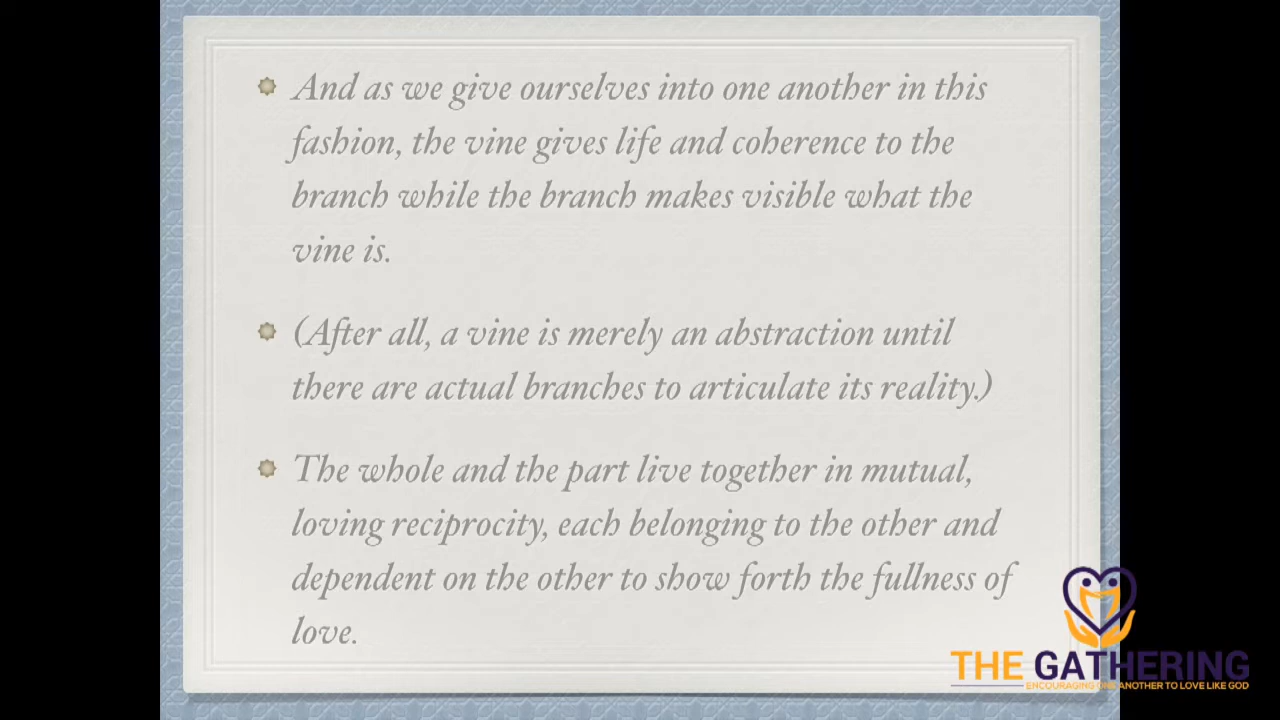 And as we give ourselves into one another in this
fashion, the vine gives life and coherence to the
branch while the branch makes visible what the
vine is.
(After all, a vine is merely an abstraction until
there are actual branches to articulate its reality.)
The whole and the part live together in mutual,
loving reciprocity, each belonging to the other and
dependent on the other to show forth the fullness of
love.
THE GATHERING
ENCOURAGING ONE ANOTHER TO LOVE LIKE GOD